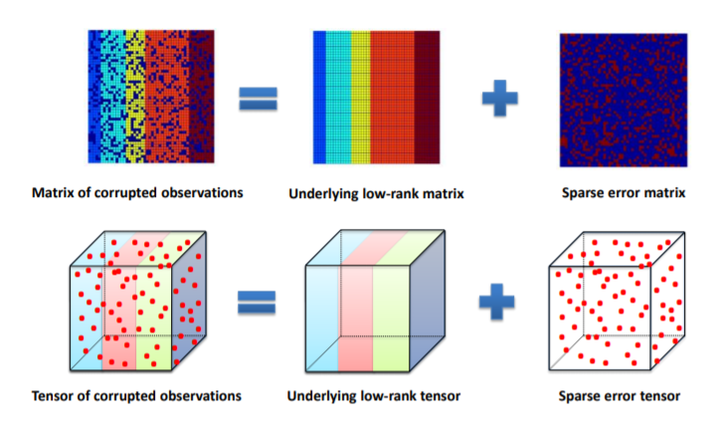 Matrix of corrupted observations
Underlying low-rank matrix
Sparse error matrix
Tensor of corrupted observations
Underlying low-rank tensor
Sparse error tensor